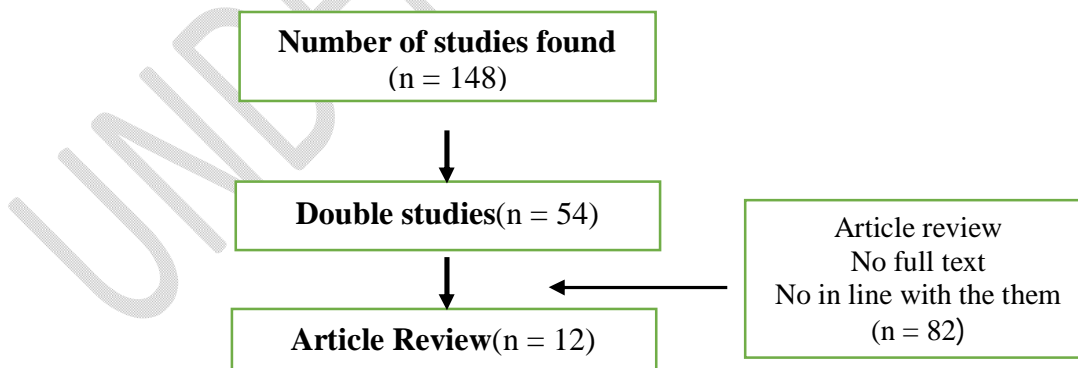 Number of studies found
(n = 148)
Double studies(n = 54)
Article review
No full text
No in line with the them
(n = 82)
Article Review(n = 12)